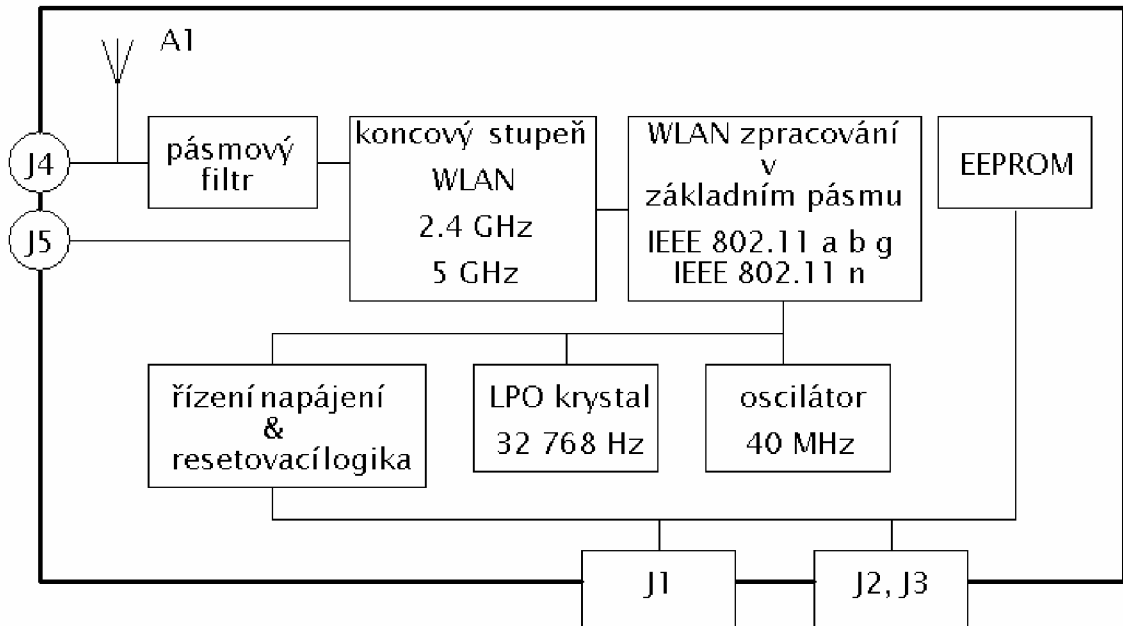 A1
J4
J5
pásmový
filtr
koncový stupeň
WLAN
2.4 GHz
5 GHz
WLAN zpracování
v
základním pásmu
IEEE 802.11 a b g
IEEE 802.11 n
EEPROM
řízení napájení
&
resetovací logika
LPO krystal
32 768 Hz
oscilátor
40 MHz
J1
J2, J3